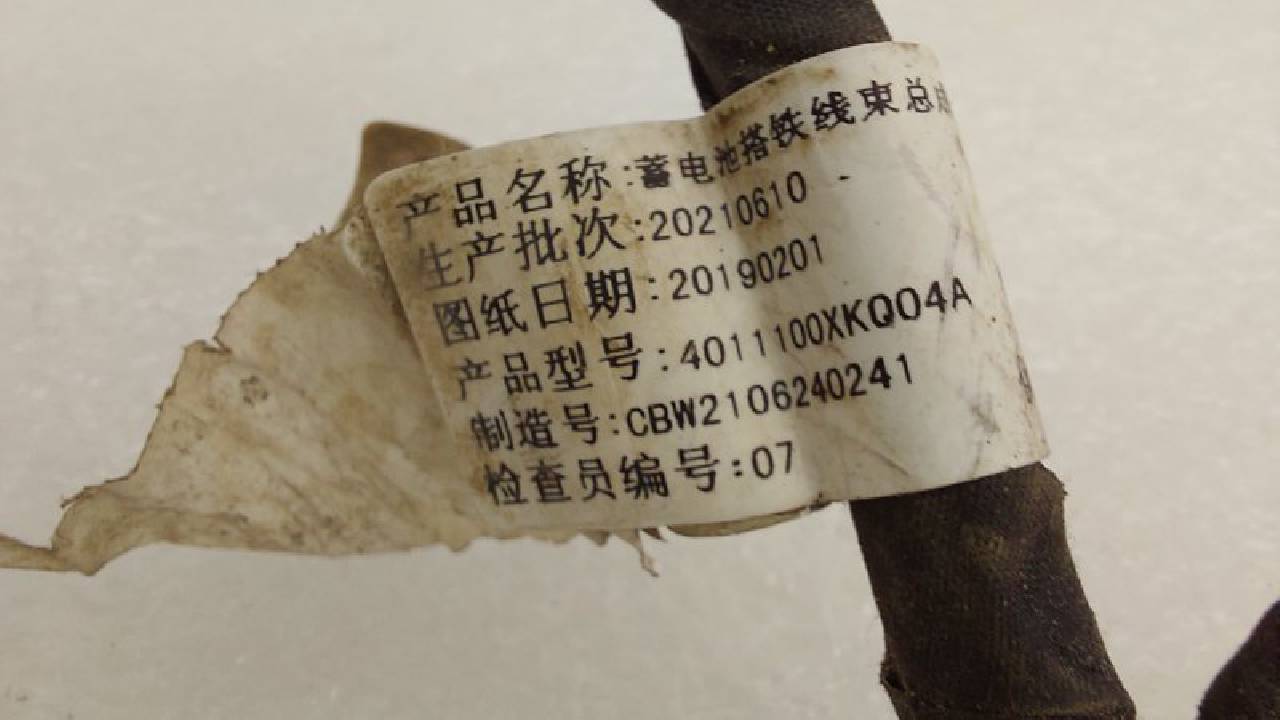 产品名称:蓄电池搭铁线束总成
生产批次:20210610
图纸日期:20190201
产品型号:4011100XKQ04A
制造号:CBW2106240241
检查员编号:07